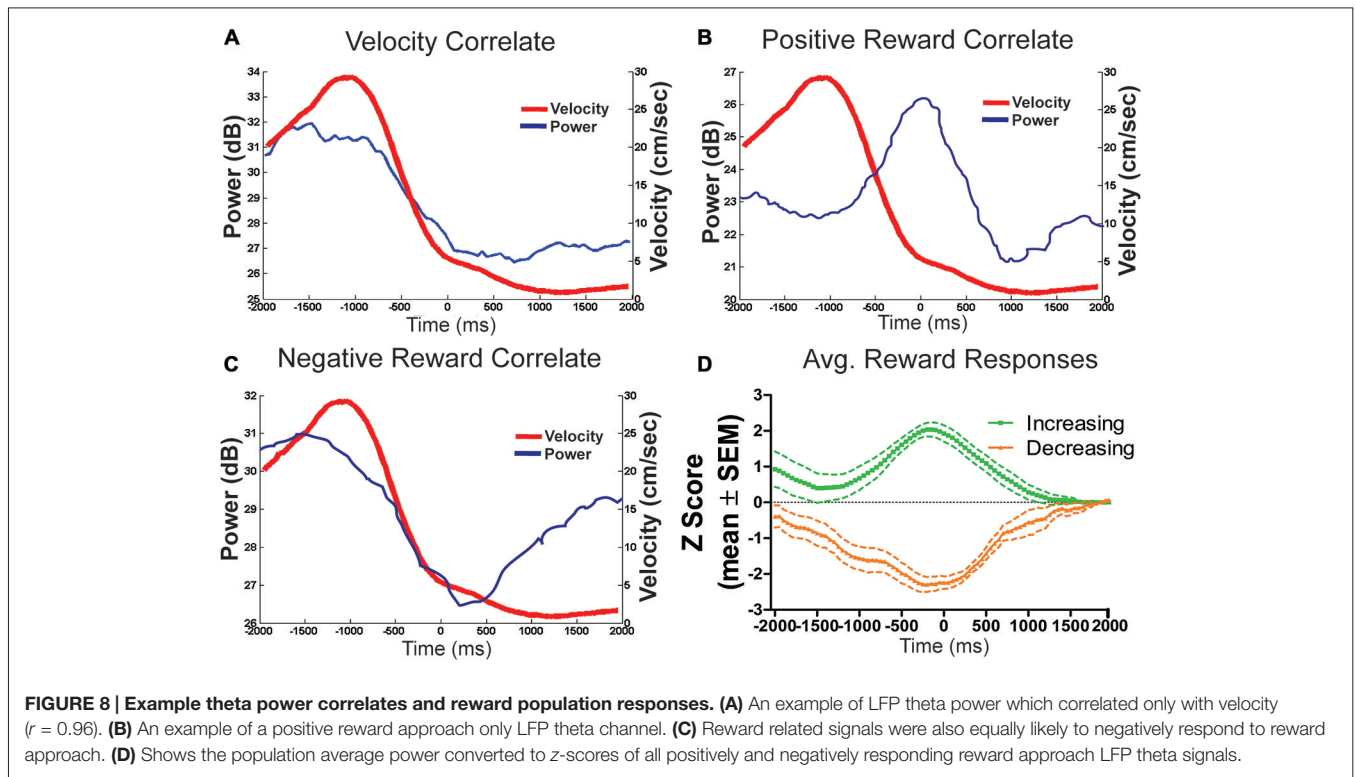 A
Velocity Correlate
34
33
32
31
30
29
28
27
26
25
Power (dB)
30
25
20
15
10
5
0
Velocity (cm/sec)
Velocity
Power
-2000 -1500 -1000 -500 0 500 1000 1500 2000
Time (ms)
B
Positive Reward Correlate
27
26
25
24
23
22
21
20
Power (dB)
30
25
20
15
10
5
0
Velocity (cm/sec)
Velocity
Power
-2000 -1500 -1000 -500 0 500 1000 1500 2000
Time (ms)
C
Negative Reward Correlate
32
31
30
29
28
27
26
Power (dB)
30
25
20
15
10
5
0
Velocity (cm/sec)
Velocity
Power
-2000 -1500 -1000 -500 0 500 1000 1500 2000
Time (ms)
D
Avg. Reward Responses
3
2
1
0
-1
-2
-3
Z Score
(mean ± SEM)
Increasing
Decreasing
-2000 -1500 -1000 -500 0 500 1000 1500 2000
Time (ms)
FIGURE 8 | Example theta power correlates and reward population responses. (A) An example of LFP theta power which correlated only with velocity
(r = 0.96). (B) An example of a positive reward approach only LFP theta channel. (C) Reward related signals were also equally likely to negatively respond to reward
approach. (D) Shows the population average power converted to z-scores of all positively and negatively responding reward approach LFP theta signals.